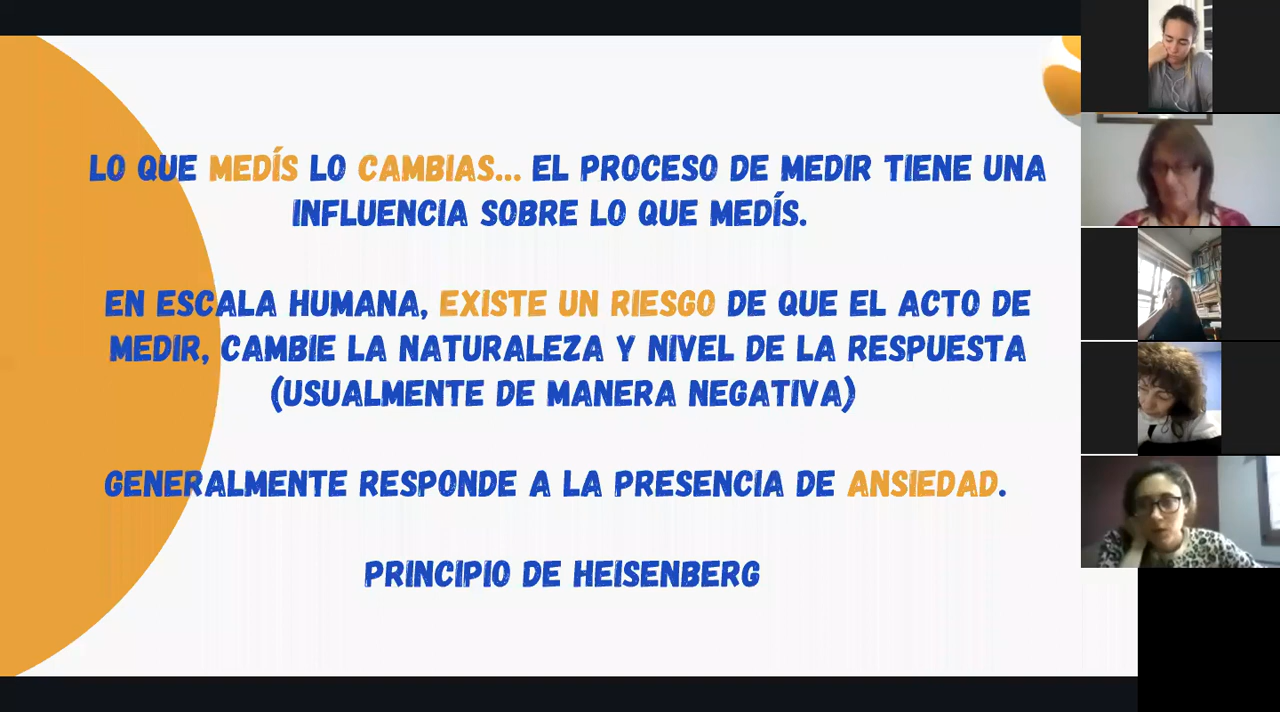 LO QUE MEDÍS LO CAMBIAS... EL PROCESO DE MEDIR TIENE UNA
INFLUENCIA SOBRE LO QUE MEDÍS.
EN ESCALA HUMANA, EXISTE UN RIESGO DE QUE EL ACTO DE
MEDIR, CAMBIE LA NATURALEZA Y NIVEL DE LA RESPUESTA
(USUALMENTE DE MANERA NEGATIVA)
GENERALMENTE RESPONDE A LA PRESENCIA DE ANSIEDAD.
PRINCIPIO DE HEISENBERG